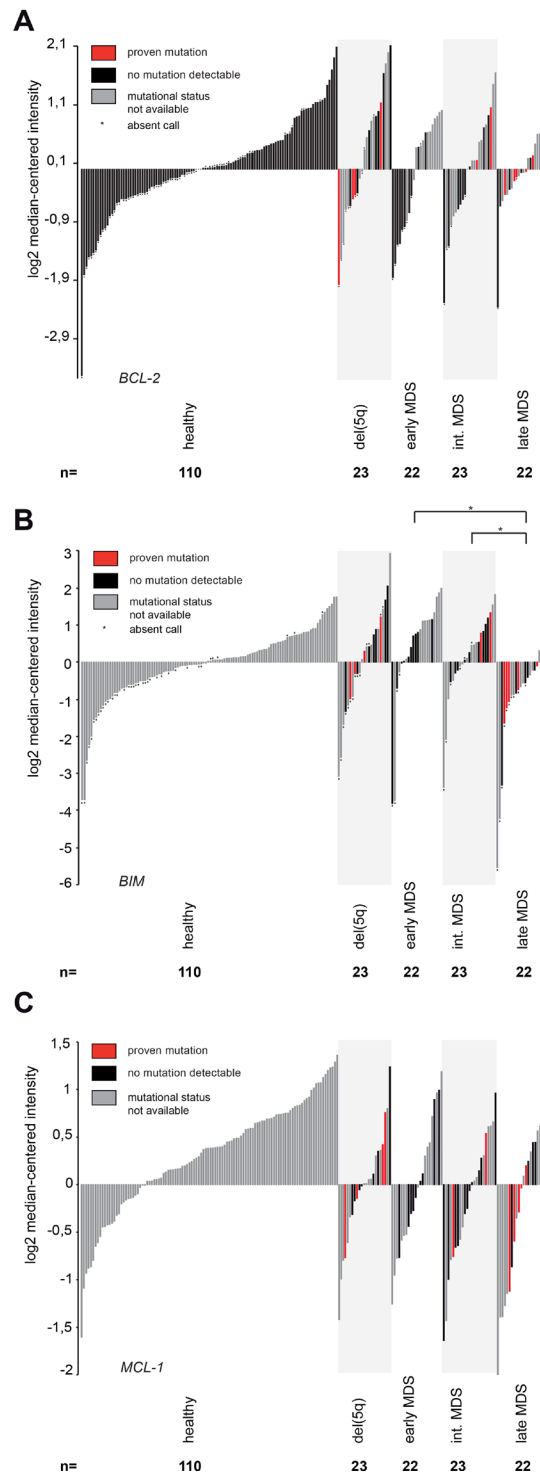 A
2,1
1,1
0,1
-0,9
-1,9
-2,9
log2 median-centered intensity
proven mutation
no mutation detectable
mutational status
not available
* absent call
BCL-2
healthy
del(5q)
early MDS
int. MDS
late MDS
n= 110 23 22 23 22
B
*
*
3
2
1
0
-1
-2
-3
-4
-5
-6
log2 median-centered intensity
proven mutation
no mutation detectable
mutational status
not available
* absent call
BIM
healthy
del(5q)
early MDS
int. MDS
late MDS
n= 110 23 22 23 22
C
1,5
1
0,5
0
-0,5
-1
-1,5
-2
log2 median-centered intensity
proven mutation
no mutation detectable
mutational status
not available
MCL-1
healthy
del(5q)
early MDS
int. MDS
late MDS
n= 110 23 22 23 22